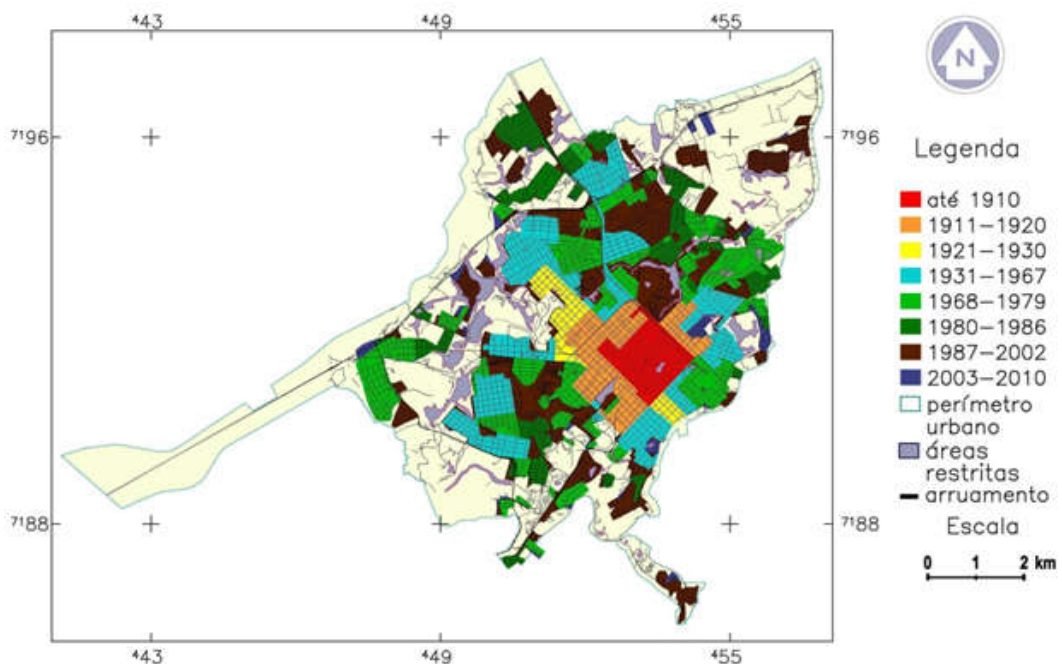 ⁴43 ⁴49 ⁴55
N
7196 7196
Legenda
até 1910
1911–1920
1921–1930
1931–1967
1968–1979
1980–1986
1987–2002
2003–2010
perímetro
urbano
áreas
restritas
arruamento
7188 7188
Escala
0 1 2 km
⁴43 ⁴49 ⁴55